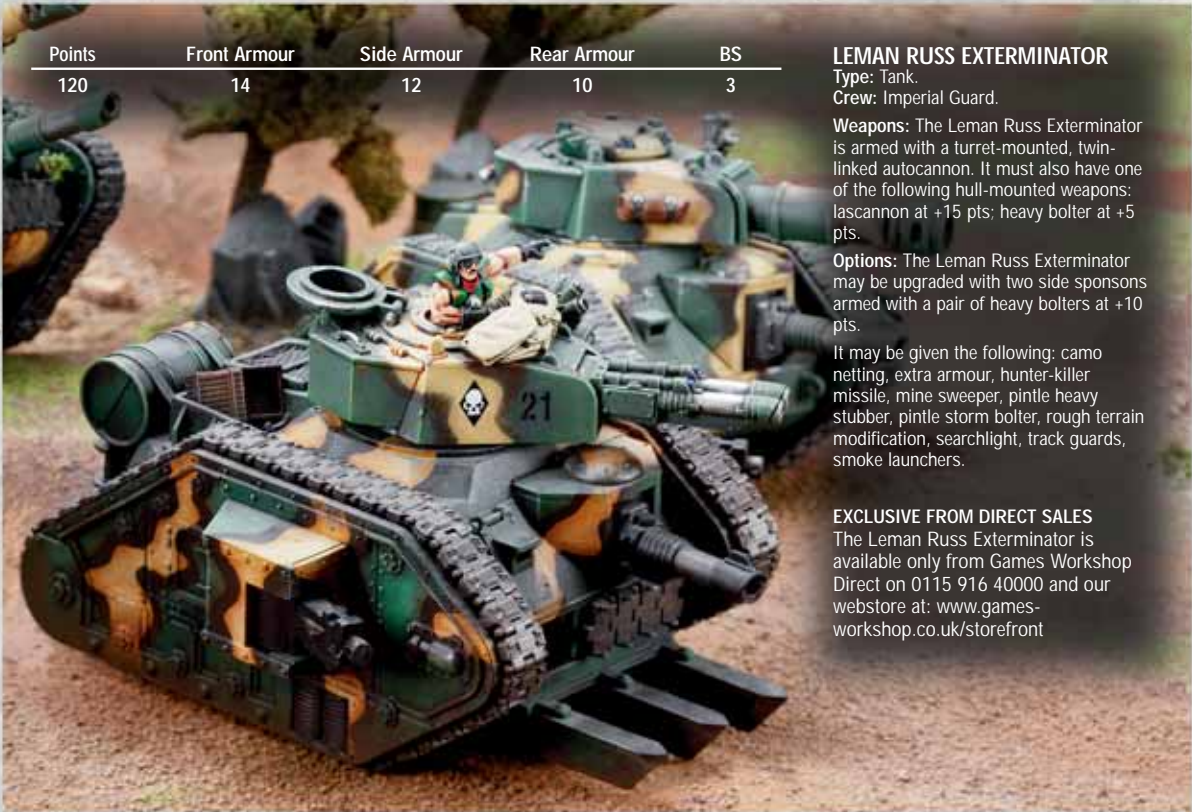 Points Front Armour Side Armour Rear Armour BS
120 14 12 10 3
LEMAN RUSS EXTERMINATOR
Type: Tank.
Crew: Imperial Guard.
Weapons: The Leman Russ Exterminator
is armed with a turret-mounted, twin-
linked autocannon. It must also have one
of the following hull-mounted weapons:
lascannon at +15 pts; heavy bolter at +5
pts.
Options: The Leman Russ Exterminator
may be upgraded with two side sponsons
armed with a pair of heavy bolters at +10
pts.
It may be given the following: camo
netting, extra armour, hunter-killer
missile, mine sweeper, pintle heavy
stubber, pintle storm bolter, rough terrain
modification, searchlight, track guards,
smoke launchers.
EXCLUSIVE FROM DIRECT SALES
The Leman Russ Exterminator is
available only from Games Workshop
Direct on 0115 916 40000 and our
webstore at: www.games-
workshop.co.uk/storefront
21